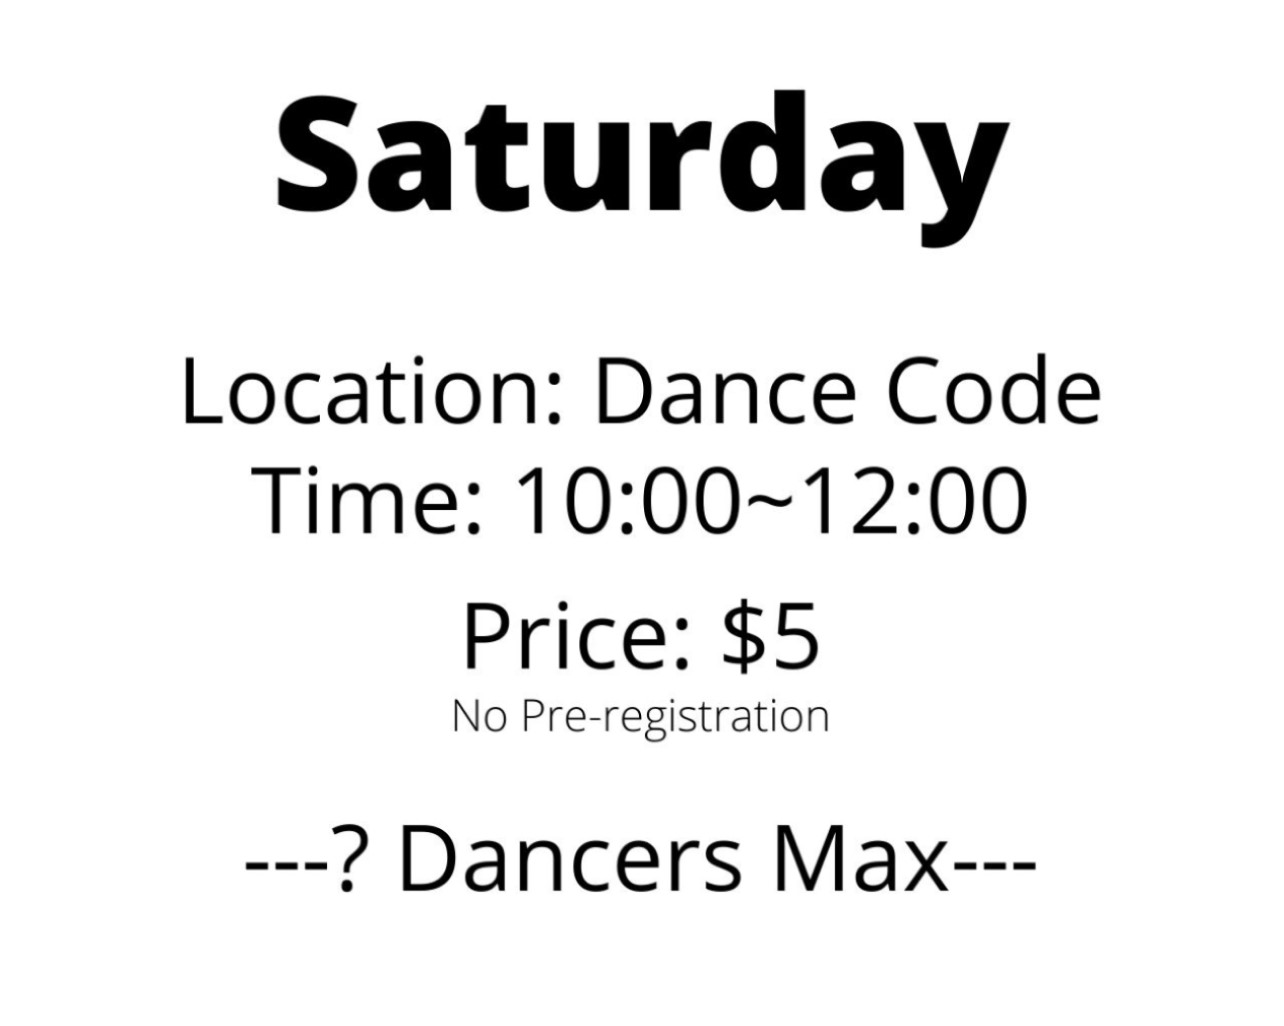 Saturday
Location: Dance Code
Time: 10:00~12:00
Price: $5
No Pre-registration
---? Dancers Max---